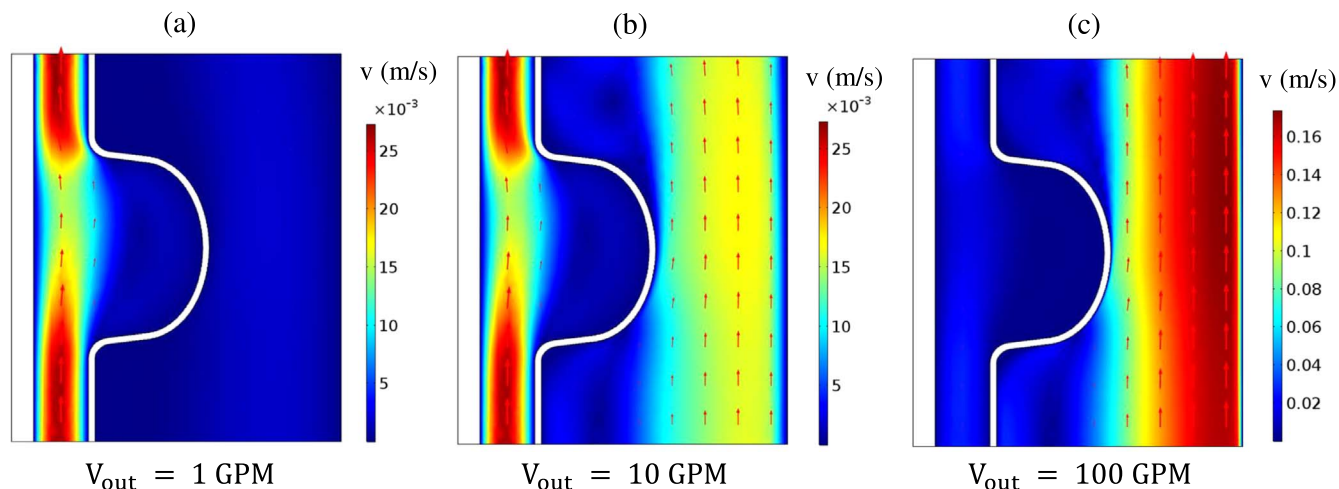 (a)
(b)
(c)
v (m/s)
×10⁻³
25
20
15
10
5
v (m/s)
×10⁻³
25
20
15
10
5
v (m/s)
0.16
0.14
0.12
0.1
0.08
0.06
0.04
0.02
V_out = 1 GPM
V_out = 10 GPM
V_out = 100 GPM